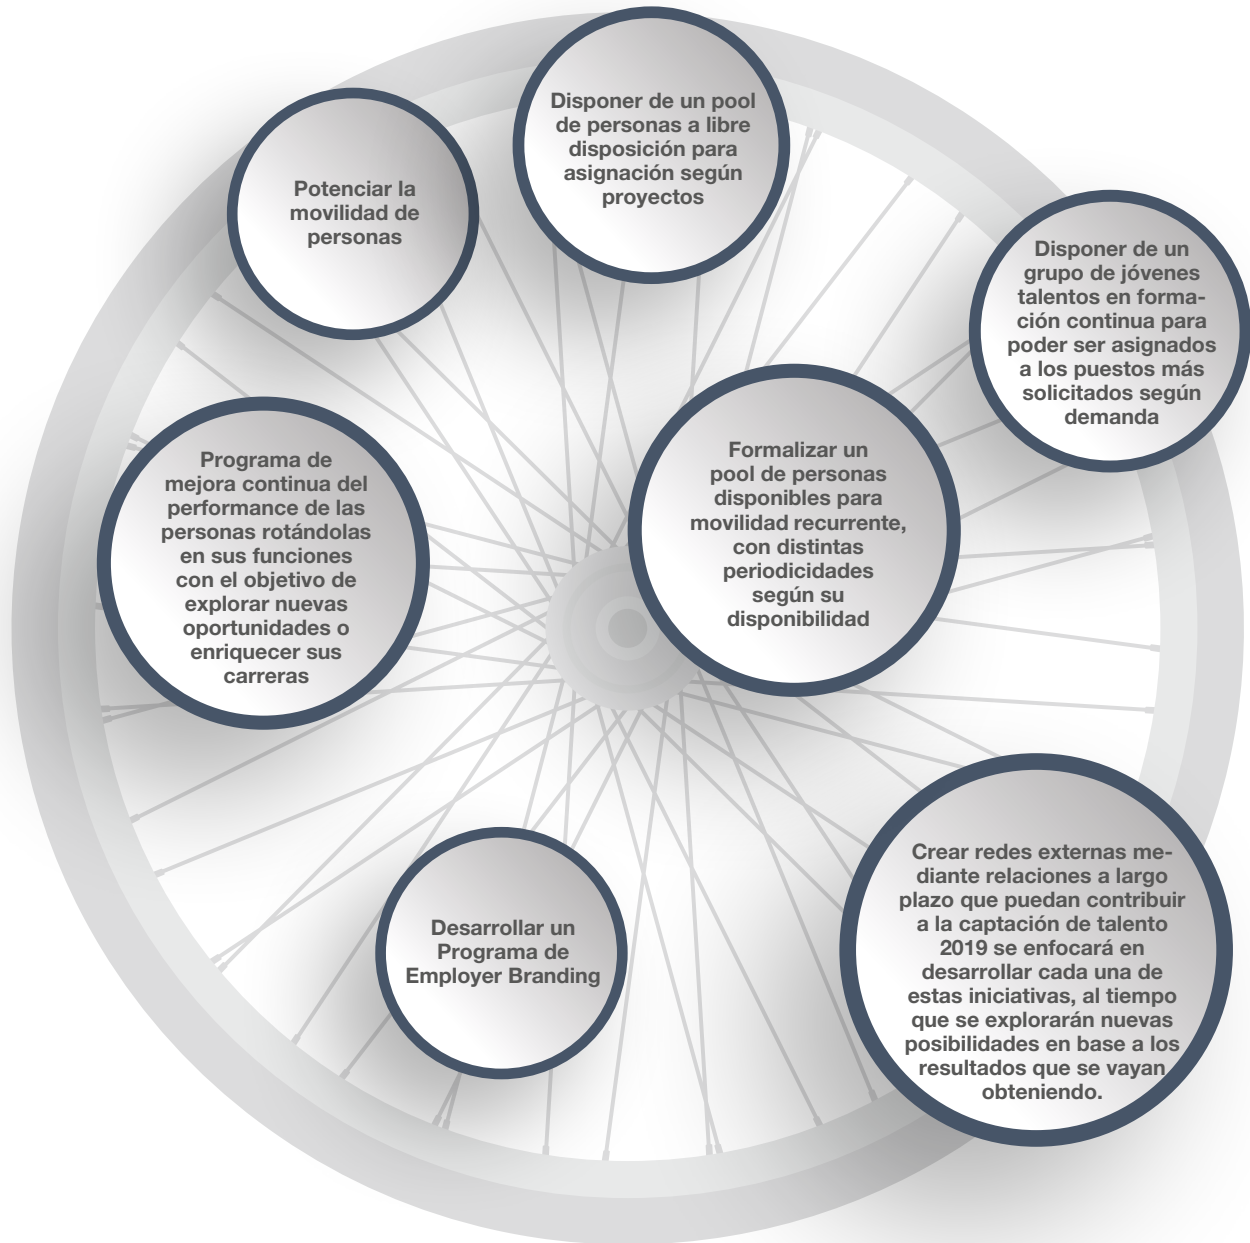 Disponer de un pool
de personas a libre
disposición para
asignación según
proyectos
Potenciar la
movilidad de
personas
Disponer de un
grupo de jóvenes
talentos en forma-
ción continua para
poder ser asignados
a los puestos más
solicitados según
demanda
Formalizar un
pool de personas
disponibles para
movilidad recurrente,
con distintas
periodicidades
según su
disponibilidad
Programa de
mejora continua del
performance de las
personas rotándolas
en sus funciones
con el objetivo de
explorar nuevas
oportunidades o
enriquecer sus
carreras
Desarrollar un
Programa de
Employer Branding
Crear redes externas me-
diante relaciones a largo
plazo que puedan contribuir
a la captación de talento
2019 se enfocará en
desarrollar cada una de
estas iniciativas, al tiempo
que se explorarán nuevas
posibilidades en base a los
resultados que se vayan
obteniendo.